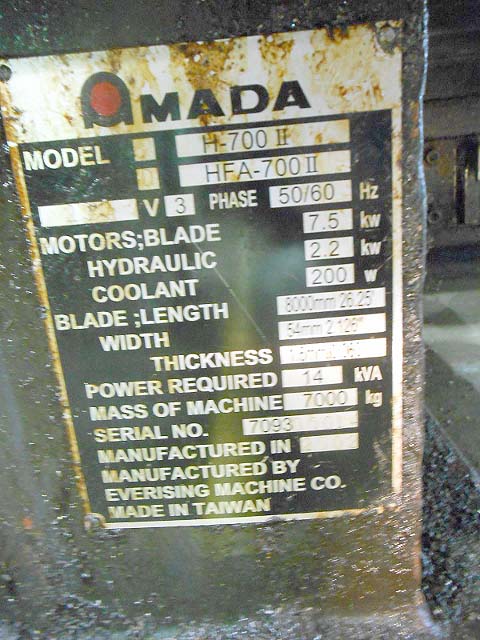 AMADA
MODEL H-700 II
HFA-700 II
V 3 PHASE 50/60 Hz
MOTORS;BLADE 7.5 kw
HYDRAULIC 2.2 kw
COOLANT 200 w
BLADE ;LENGTH 8000mm 26.25'
WIDTH 54mm 2.126"
THICKNESS
POWER REQUIRED 14 kVA
MASS OF MACHINE 7000 kg
SERIAL NO.
MANUFACTURED IN
MANUFACTURED BY
EVERISING MACHINE CO.
MADE IN TAIWAN